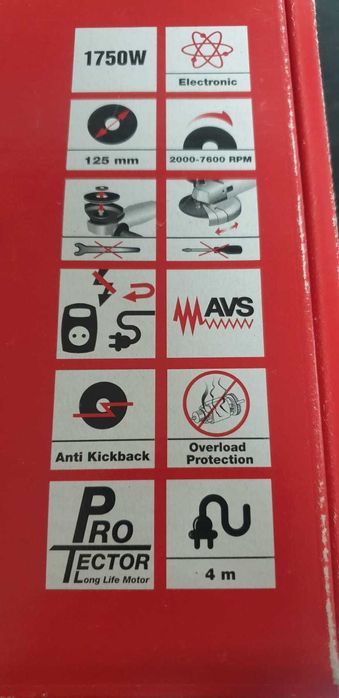 1750W
Electronic
125 mm
2000-7600 RPM
AVS
Anti Kickback
Overload
Protection
PRO
TECTOR
Long Life Motor
4 m